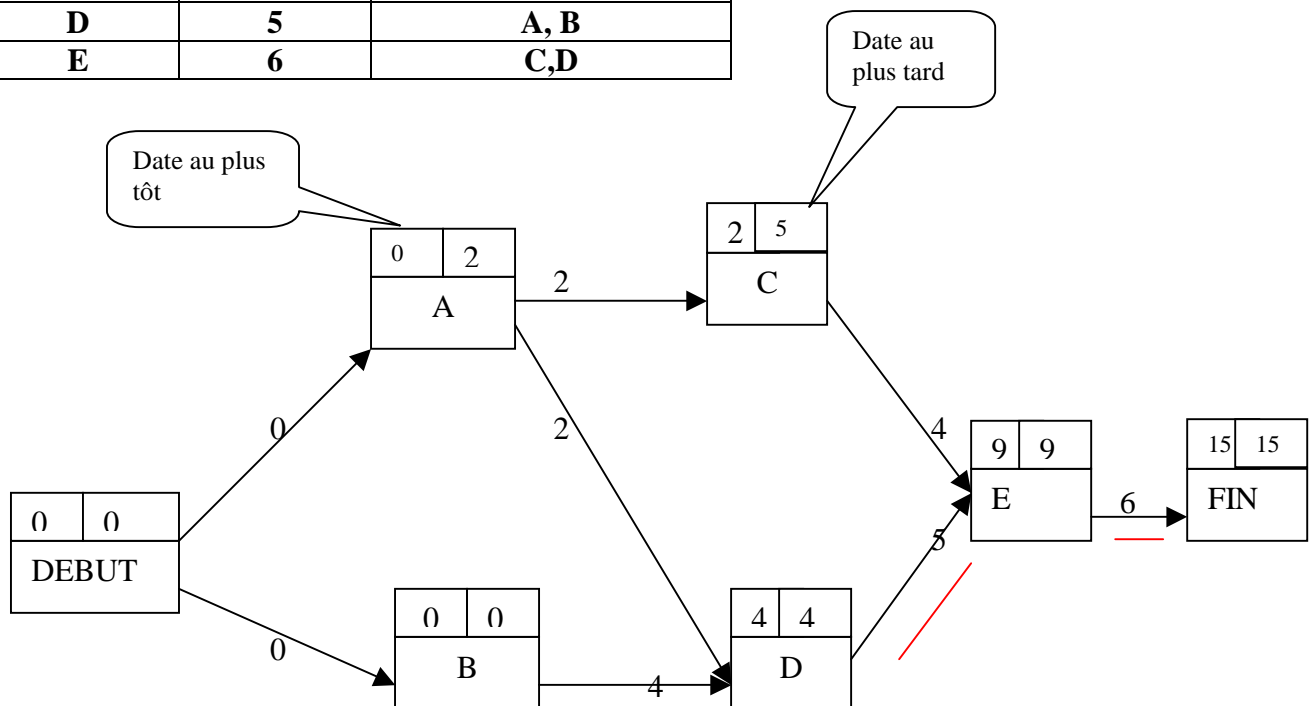 D 5 A, B
E 6 C,D
Date au
plus tard
Date au plus
tôt
2 5
C
0 2
A
2
0
2
4
9 9
E
6
15 15
FIN
0 0
DEBUT
5
0
0 0
B
4
4 4
D